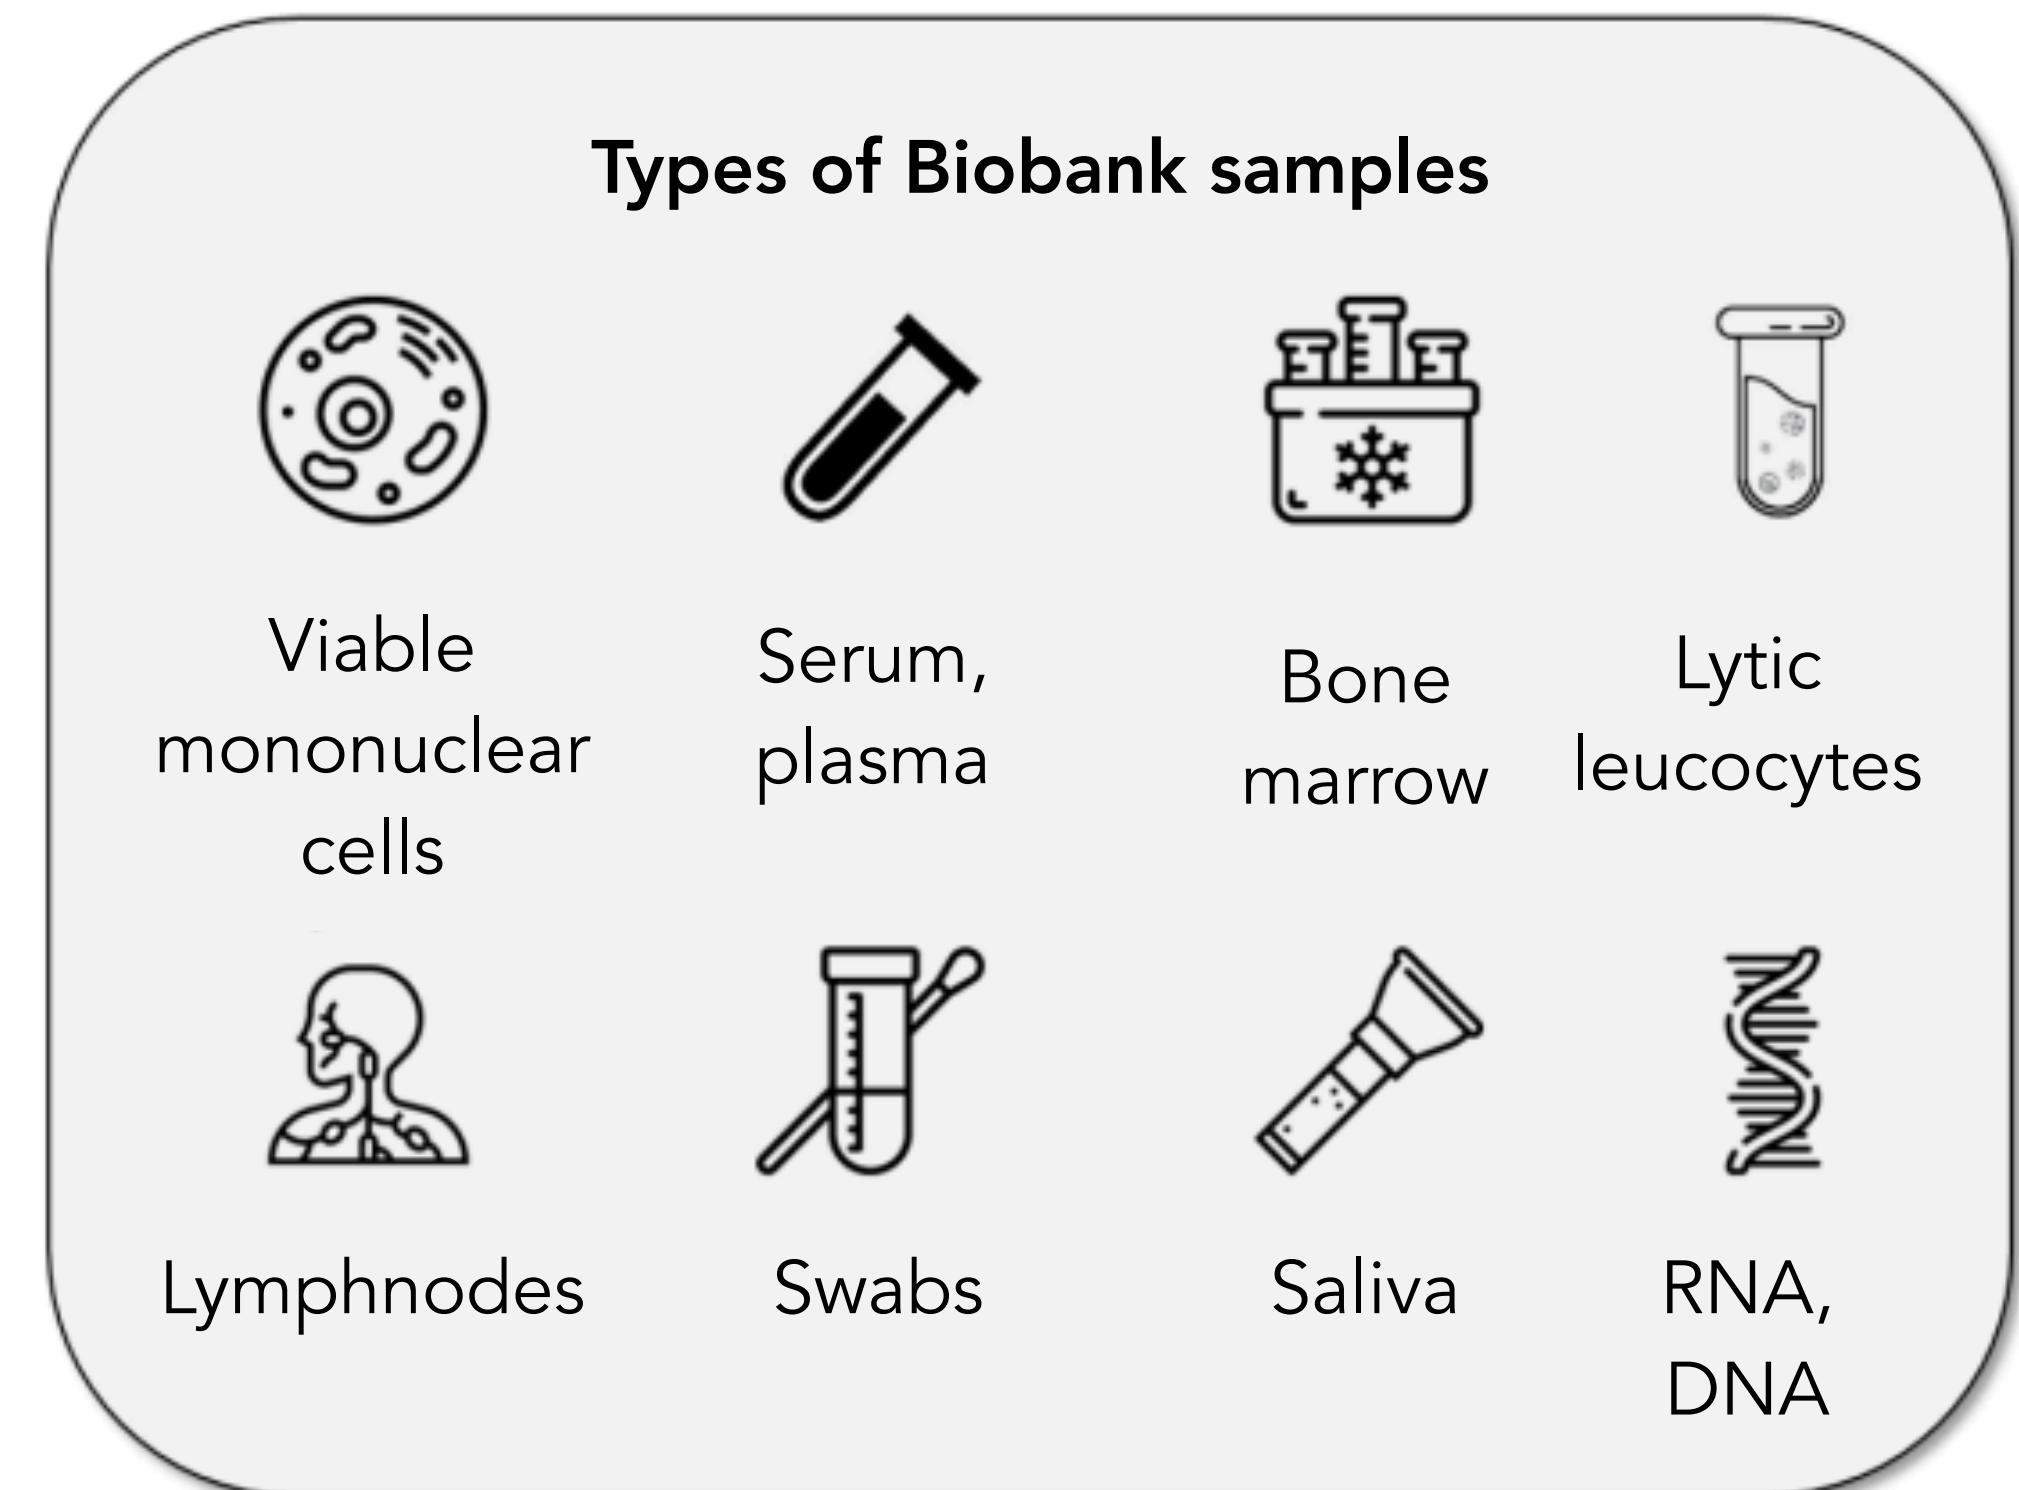 Types of Biobank samples
Viable
mononuclear
cells
Serum,
plasma
Bone
marrow
Lytic
leucocytes
Lymphnodes
Swabs
Saliva
RNA,
DNA